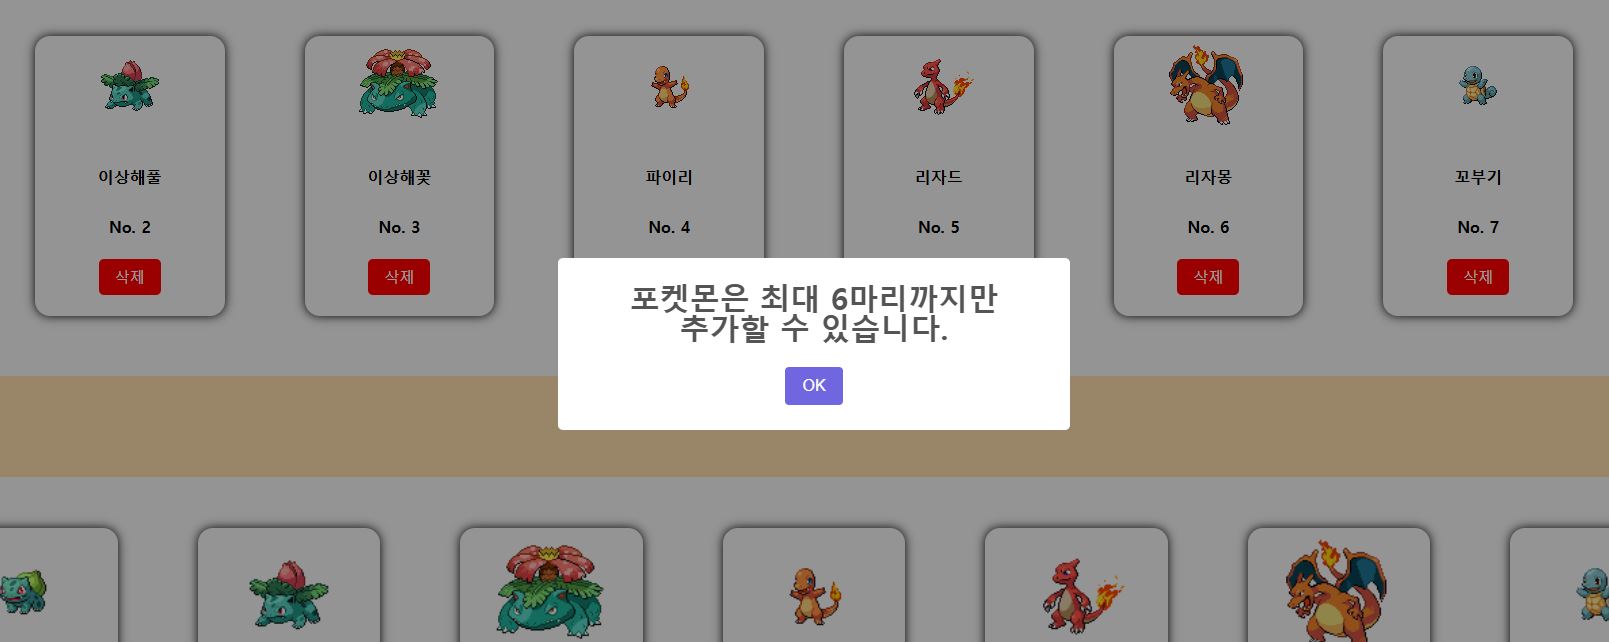 이상해풀
이상해꽃
파이리
리자드
리자몽
꼬부기
No. 2
No. 3
No. 4
No. 5
No. 6
No. 7
삭제
삭제
삭제
삭제
포켓몬은 최대 6마리까지만
추가할 수 있습니다.
OK